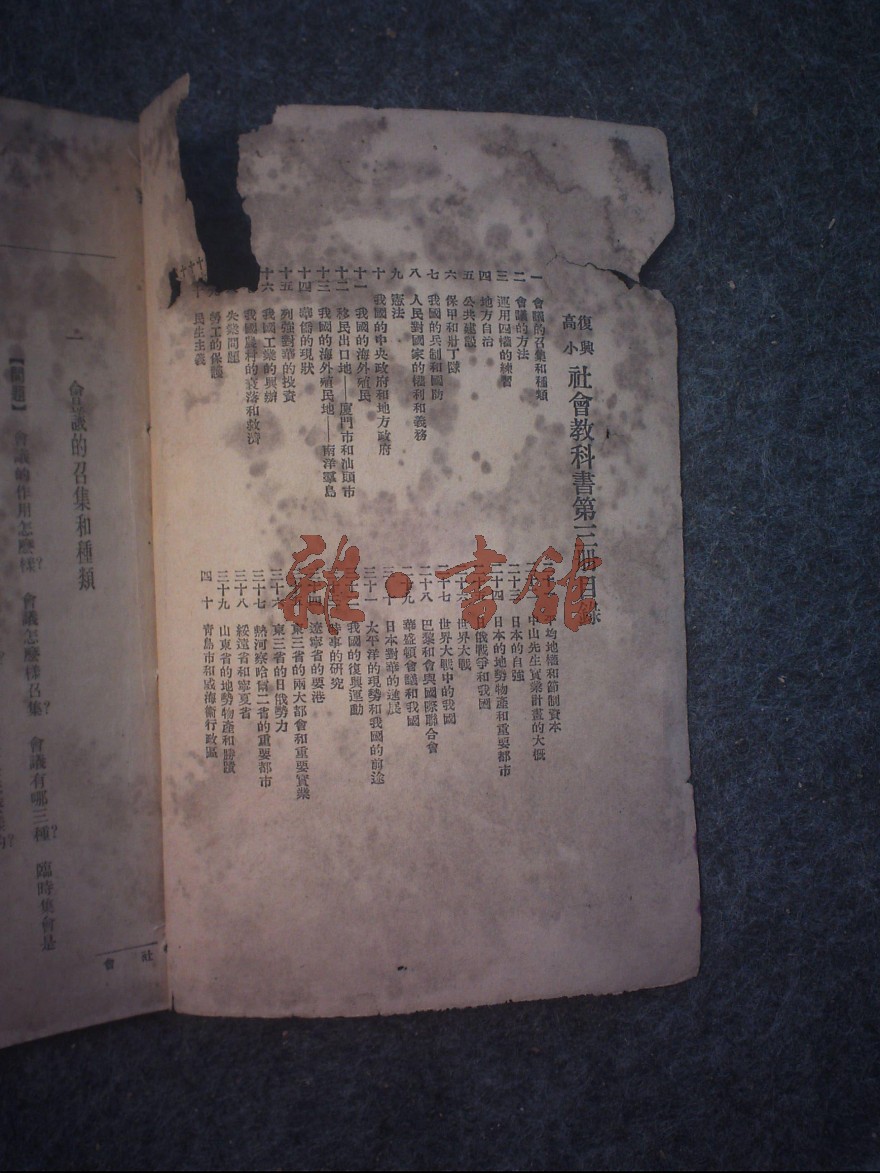 復興
高小
社會教科書第三冊目錄
一 會議的召集和種類
二 會議的方法
三 運用四權的練習
四 地方自治
五 公共建設
六 保甲和壯丁隊
七 我國的兵制和國防
八 人民對國家的權利和義務
九 憲法
十 我國的中央政府和地方政府
十一 我國的海外殖民
十二 移民出口地——廈門市和汕頭市
十三 我國的海外殖民地——南洋羣島
十四 華僑的現狀
十五 列強對華的投資
十六 我國工業的興辦
我國農村的衰落和救濟
失業問題
勞工的保護
民生主義
平均地權和節制資本
中山先生實業計畫的大概
二十三 日本的自強
二十四 日本的地勢物產和重要都市
日俄戰爭和我國
世界大戰
二十七 世界大戰中的我國
二十八 巴黎和會與國際聯合會
二十九 華盛頓會議和我國
三十 日本對華的進展
三十一 太平洋的現勢和我國的前途
我國的復興運動
時事的研究
遼寧省的要港
東三省的兩大都會和重要實業
三十六 東三省的日俄勢力
三十七 熱河察哈爾二省的重要都市
三十八 綏遠省和寧夏省
三十九 山東省的地勢物產和勝蹟
四十 青島市和威海衛行政區
雜·書館
社會
一 會議的召集和種類
【問題】 會議的作用怎麼樣? 會議怎麼樣召集? 會議有哪三種? 臨時集會是